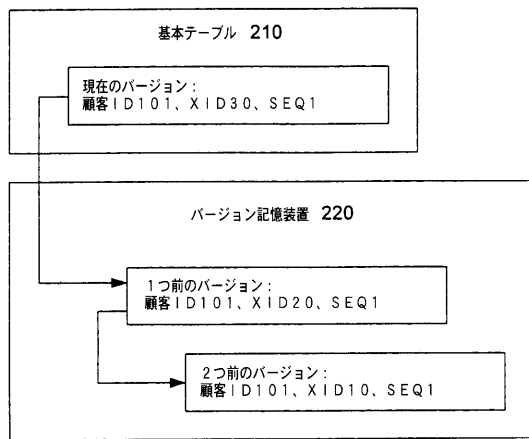 基本テーブル 210
現在のバージョン：
顧客ＩＤ１０１、ＸＩＤ３０、ＳＥＱ１
バージョン記憶装置 220
１つ前のバージョン：
顧客ＩＤ１０１、ＸＩＤ２０、ＳＥＱ１
２つ前のバージョン：
顧客ＩＤ１０１、ＸＩＤ１０、ＳＥＱ１